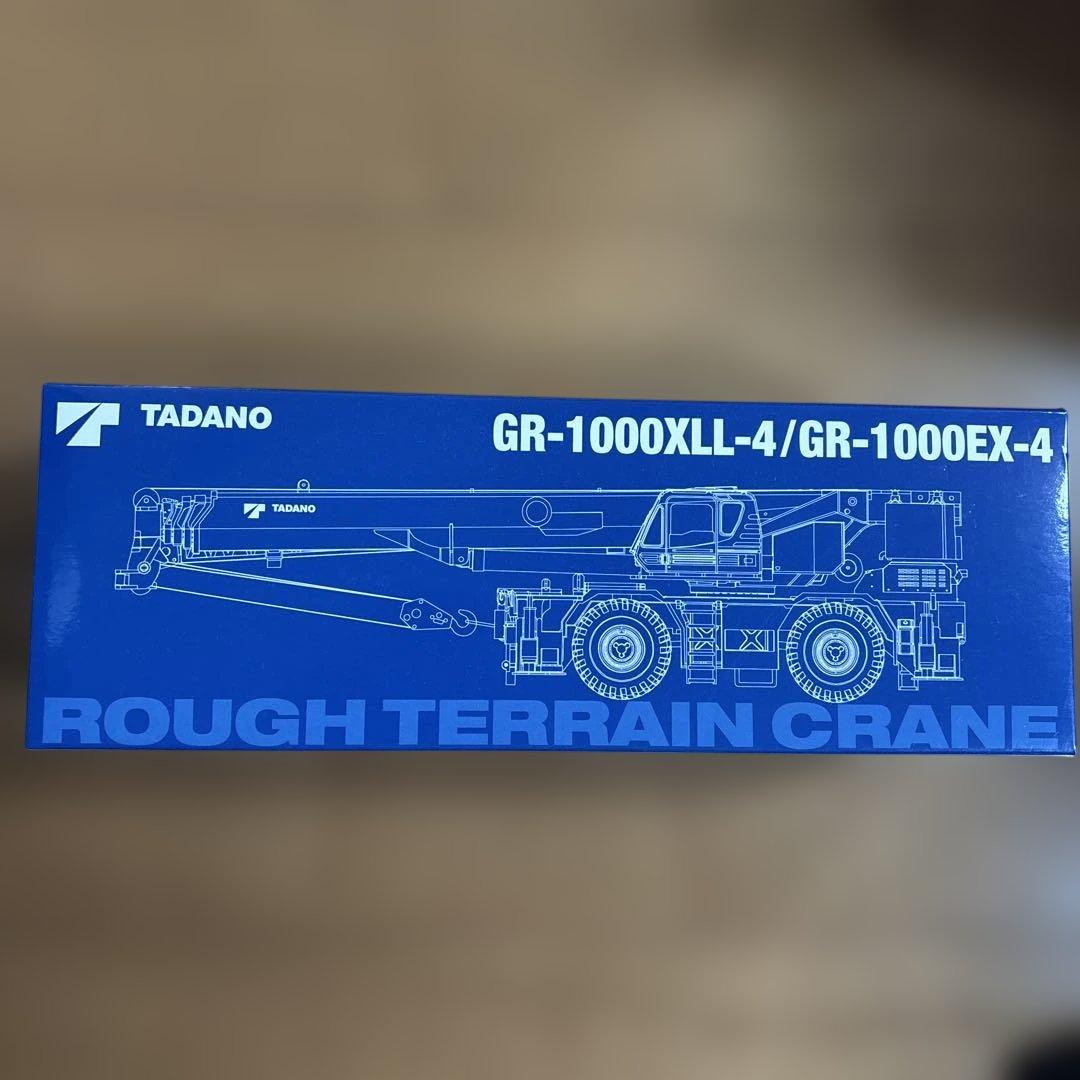 TADANO
GR-1000XLL-4/GR-1000EX-4
TADANO
ROUGH TERRAIN CRANE